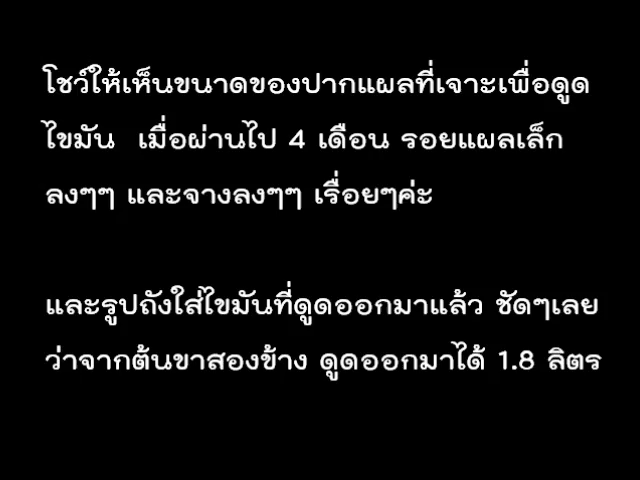 โชว์ให้เห็นขนาดของปากแผลที่เจาะเพื่อดูด
ไขมัน เมื่อผ่านไป 4 เดือน รอยแผลเล็ก
ลงๆๆ และจางลงๆๆ เรื่อยๆค่ะ
และรูปถังใส่ไขมันที่ดูดออกมาแล้ว ชัดๆเลย
ว่าจากต้นขาสองข้าง ดูดออกมาได้ 1.8 ลิตร